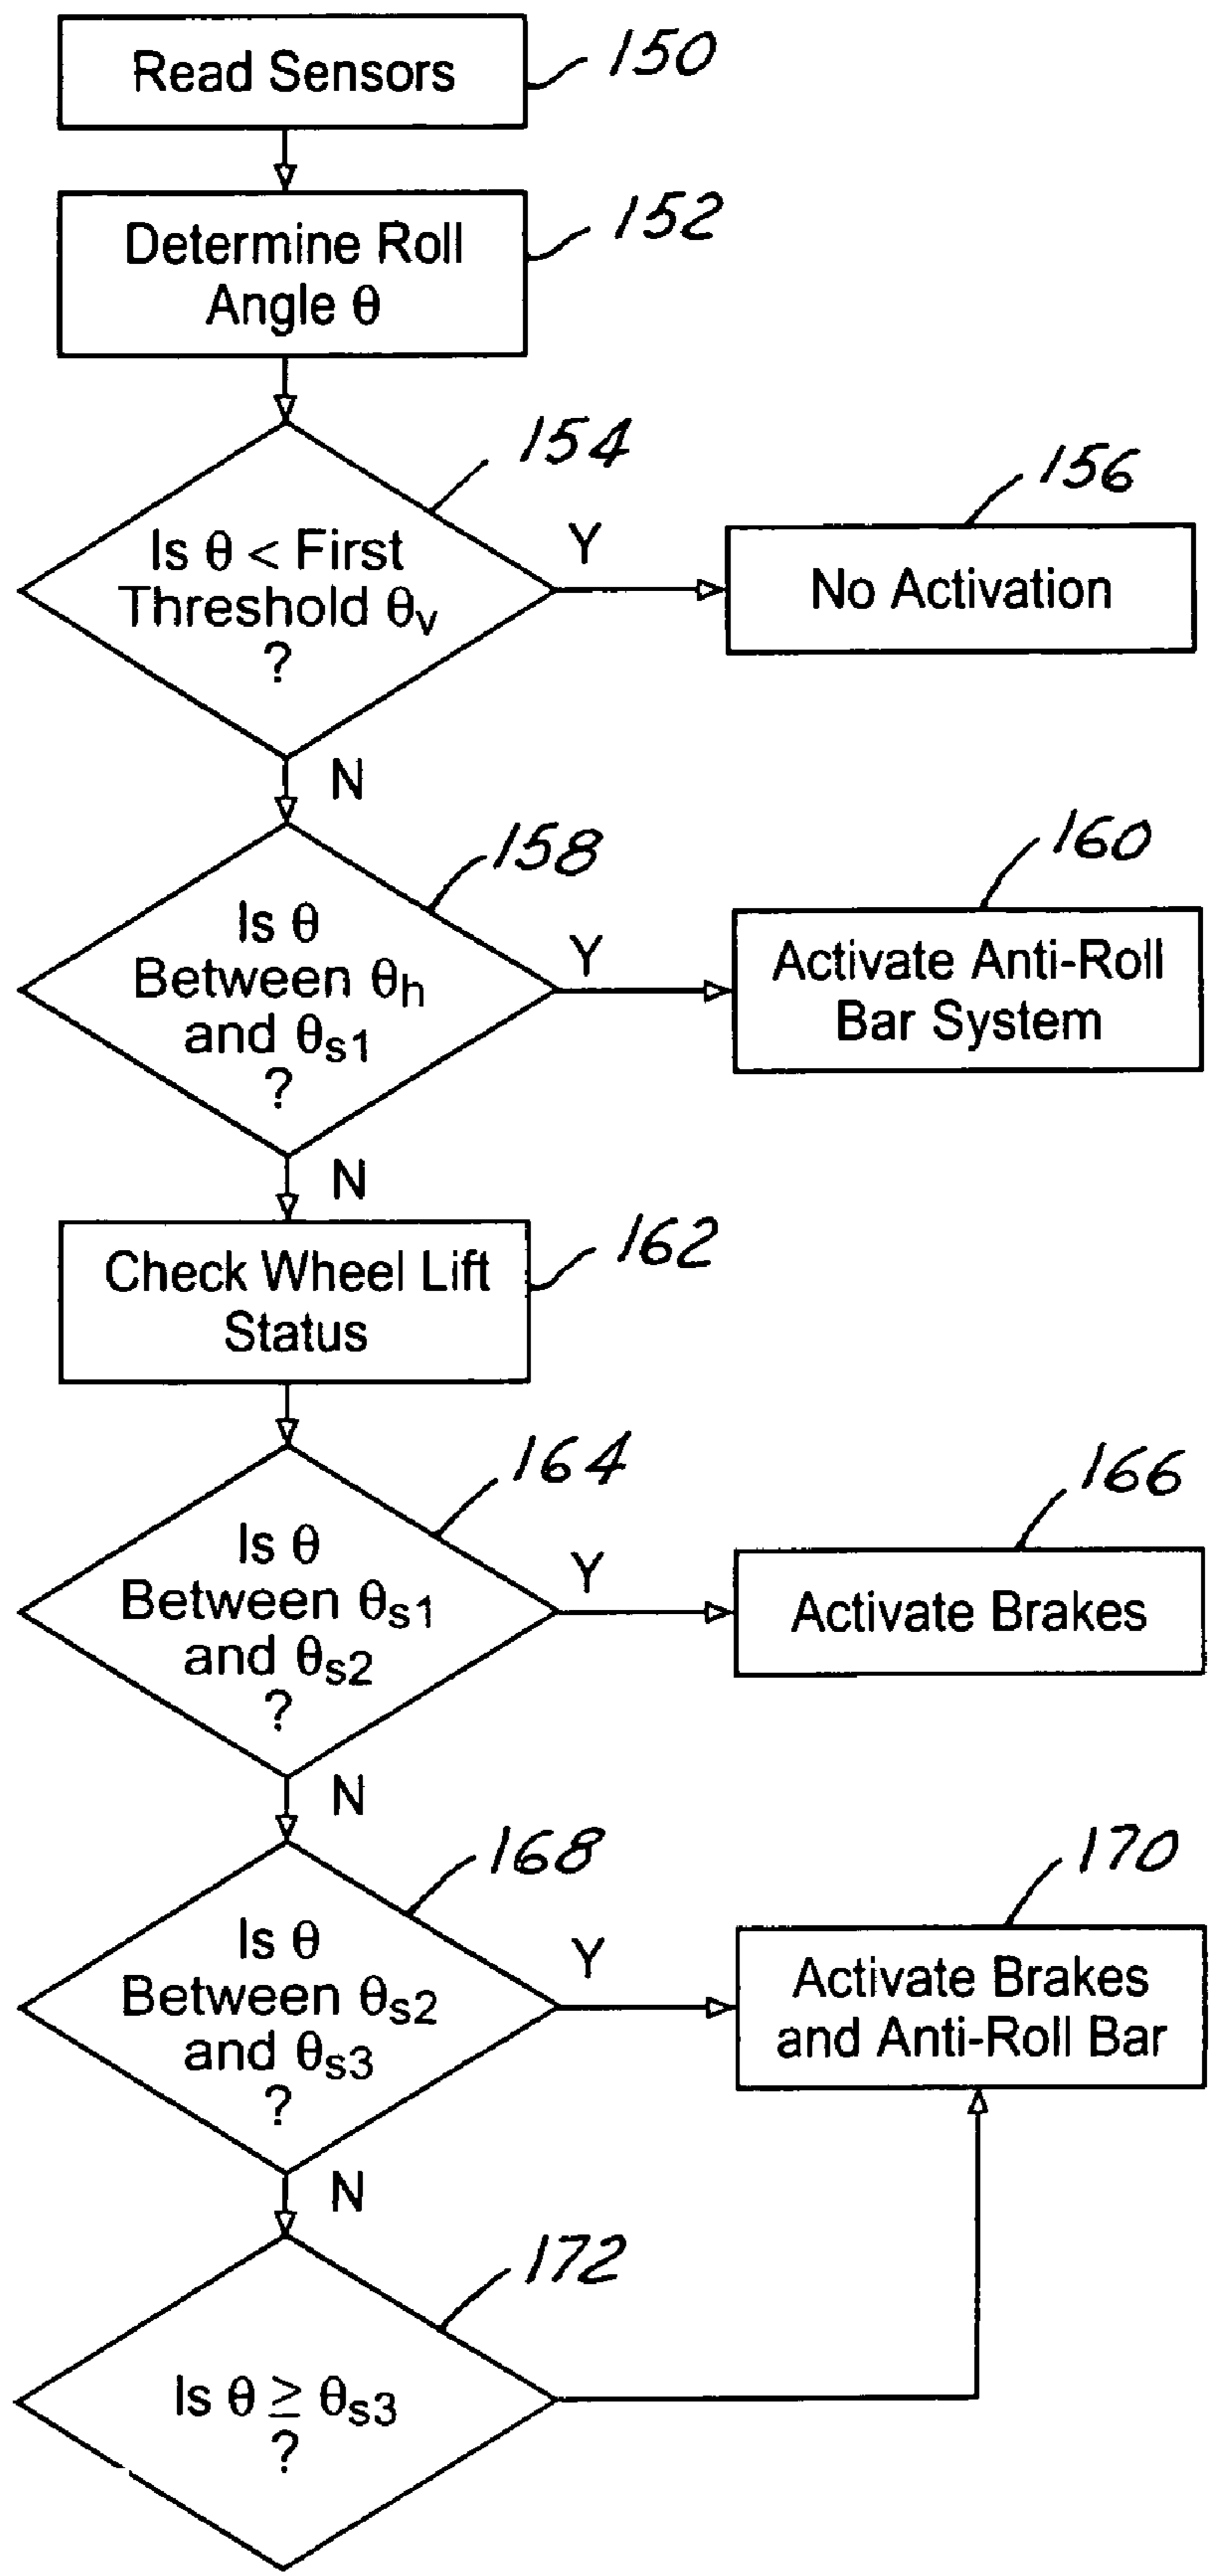 Read Sensors
150
Determine Roll
Angle θ
152
154
Is θ < First
Threshold θv
?
Y
156
No Activation
N
158
Is θ
Between θh
and θs1
?
Y
160
Activate Anti-Roll
Bar System
N
Check Wheel Lift
Status
162
164
Is θ
Between θs1
and θs2
?
Y
166
Activate Brakes
N
168
Is θ
Between θs2
and θs3
?
Y
170
Activate Brakes
and Anti-Roll Bar
N
172
Is θ ≥ θs3
?